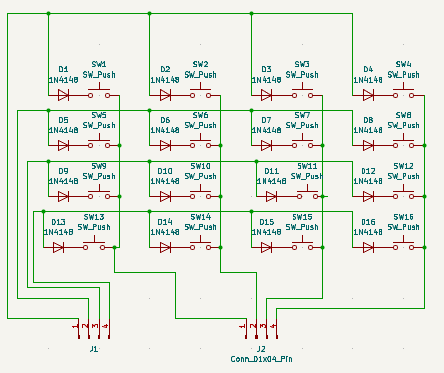 D1 SW1 D2 SW2 D3 SW3 D4 SW4
1N4148 SW_Push 1N4148 SW_Push 1N4148 SW_Push 1N4148 SW_Push
D5 SW5 D6 SW6 D7 SW7 D8 SW8
1N4148 SW_Push 1N4148 SW_Push 1N4148 SW_Push 1N4148 SW_Push
D9 SW9 D10 SW10 D11 SW11 D12 SW12
1N4148 SW_Push 1N4148 SW_Push 1N4148 SW_Push 1N4148 SW_Push
D13 SW13 D14 SW14 D15 SW15 D16 SW16
1N4148 SW_Push 1N4148 SW_Push 1N4148 SW_Push 1N4148 SW_Push
1 2 3 4 1 2 3 4
J1 J2
Conn_01x04_Pin